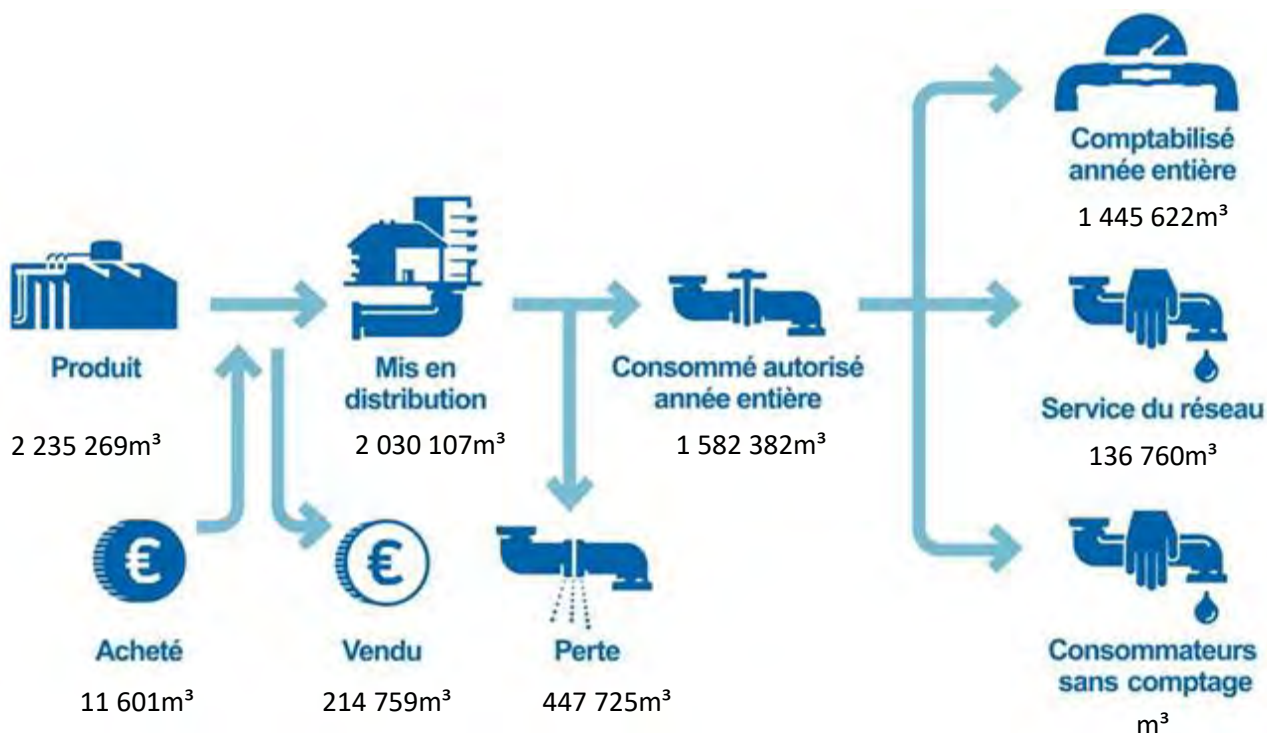 Comptabilisé
année entière
1 445 622m³
Produit
2 235 269m³
Mis en
distribution
2 030 107m³
Consommé autorisé
année entière
1 582 382m³
Service du réseau
136 760m³
€
Acheté
11 601m³
€
Vendu
214 759m³
Perte
447 725m³
Consommateurs
sans comptage
m³